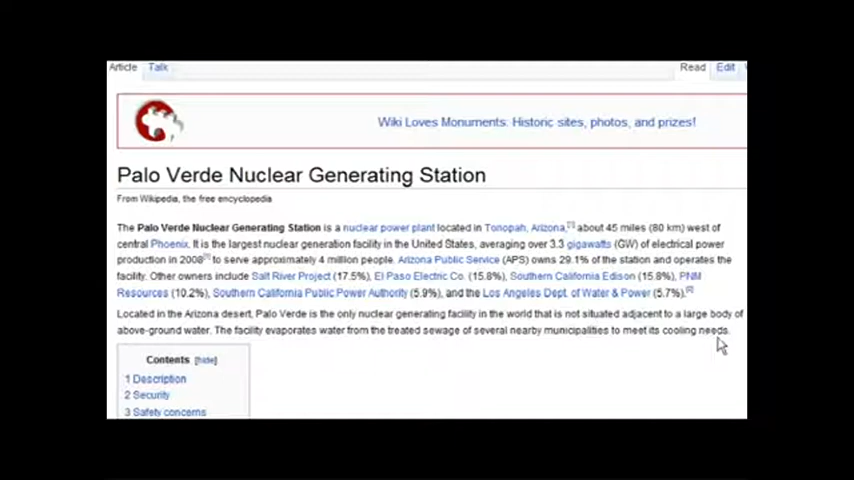 Article Talk Read Edit
Wiki Loves Monuments: Historic sites, photos, and prizes!
Palo Verde Nuclear Generating Station
From Wikipedia, the free encyclopedia
The Palo Verde Nuclear Generating Station is a nuclear power plant located in Tonopah, Arizona, about 45 miles (80 km) west of
central Phoenix. It is the largest nuclear generation facility in the United States, averaging over 3.3 gigawatts (GW) of electrical power
production in 2008 to serve approximately 4 million people. Arizona Public Service (APS) owns 29.1% of the station and operates the
facility. Other owners include Salt River Project (17.5%), El Paso Electric Co. (15.8%), Southern California Edison (15.8%), PNM
Resources (10.2%), Southern California Public Power Authority (5.9%), and the Los Angeles Dept. of Water & Power (5.7%).
Located in the Arizona desert, Palo Verde is the only nuclear generating facility in the world that is not situated adjacent to a large body of
above-ground water. The facility evaporates water from the treated sewage of several nearby municipalities to meet its cooling needs.
Contents [hide]
1 Description
2 Security
3 Safety concerns